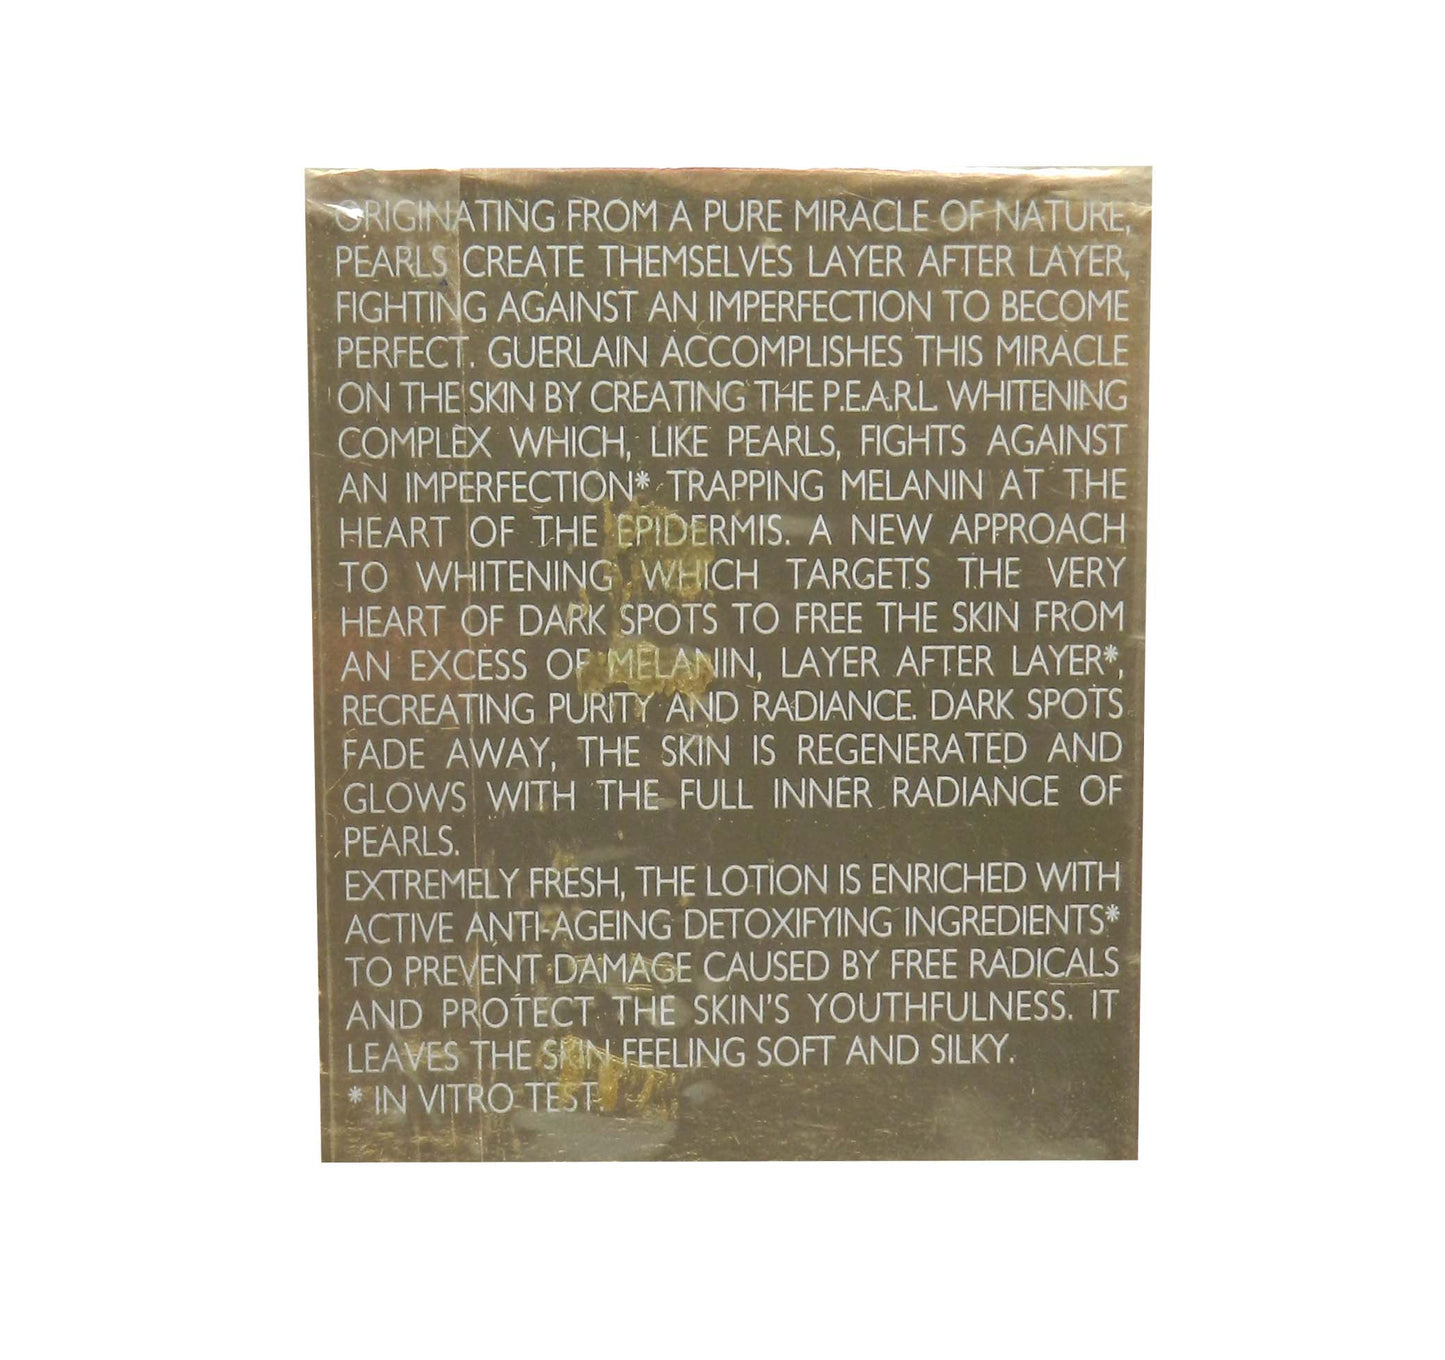 ORIGINATING FROM A PURE MIRACLE OF NATURE,
PEARLS CREATE THEMSELVES LAYER AFTER LAYER,
FIGHTING AGAINST AN IMPERFECTION TO BECOME
PERFECT. GUERLAIN ACCOMPLISHES THIS MIRACLE
ON THE SKIN BY CREATING THE P.E.A.R.L. WHITENING
COMPLEX WHICH, LIKE PEARLS, FIGHTS AGAINST
AN IMPERFECTION* TRAPPING MELANIN AT THE
HEART OF THE EPIDERMIS. A NEW APPROACH
TO WHITENING WHICH TARGETS THE VERY
HEART OF DARK SPOTS TO FREE THE SKIN FROM
AN EXCESS OF MELANIN, LAYER AFTER LAYER*,
RECREATING PURITY AND RADIANCE. DARK SPOTS
FADE AWAY, THE SKIN IS REGENERATED AND
GLOWS WITH THE FULL INNER RADIANCE OF
PEARLS.
EXTREMELY FRESH, THE LOTION IS ENRICHED WITH
ACTIVE ANTI-AGEING DETOXIFYING INGREDIENTS*
TO PREVENT DAMAGE CAUSED BY FREE RADICALS
AND PROTECT THE SKIN'S YOUTHFULNESS. IT
LEAVES THE SKIN FEELING SOFT AND SILKY.
* IN VITRO TEST